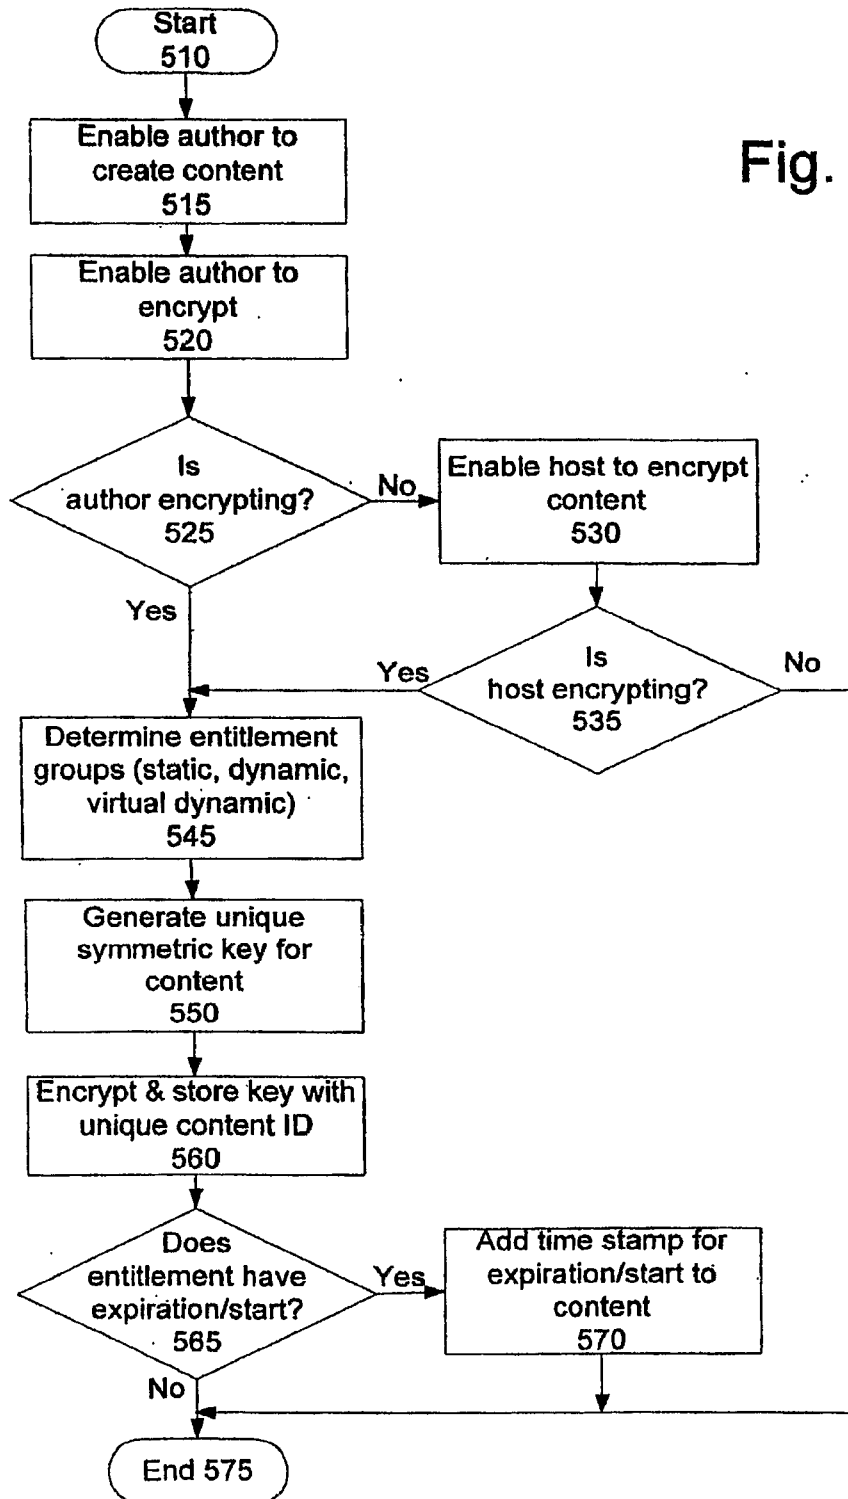 Start
510
Enable author to
create content
515
Fig.
Enable author to
encrypt
520
Is
author encrypting?
525
No
Enable host to encrypt
content
530
Yes
Is
host encrypting?
535
Yes
No
Determine entitlement
groups (static, dynamic,
virtual dynamic)
545
Generate unique
symmetric key for
content
550
Encrypt & store key with
unique content ID
560
Does
entitlement have
expiration/start?
565
Yes
Add time stamp for
expiration/start to
content
570
No
End 575